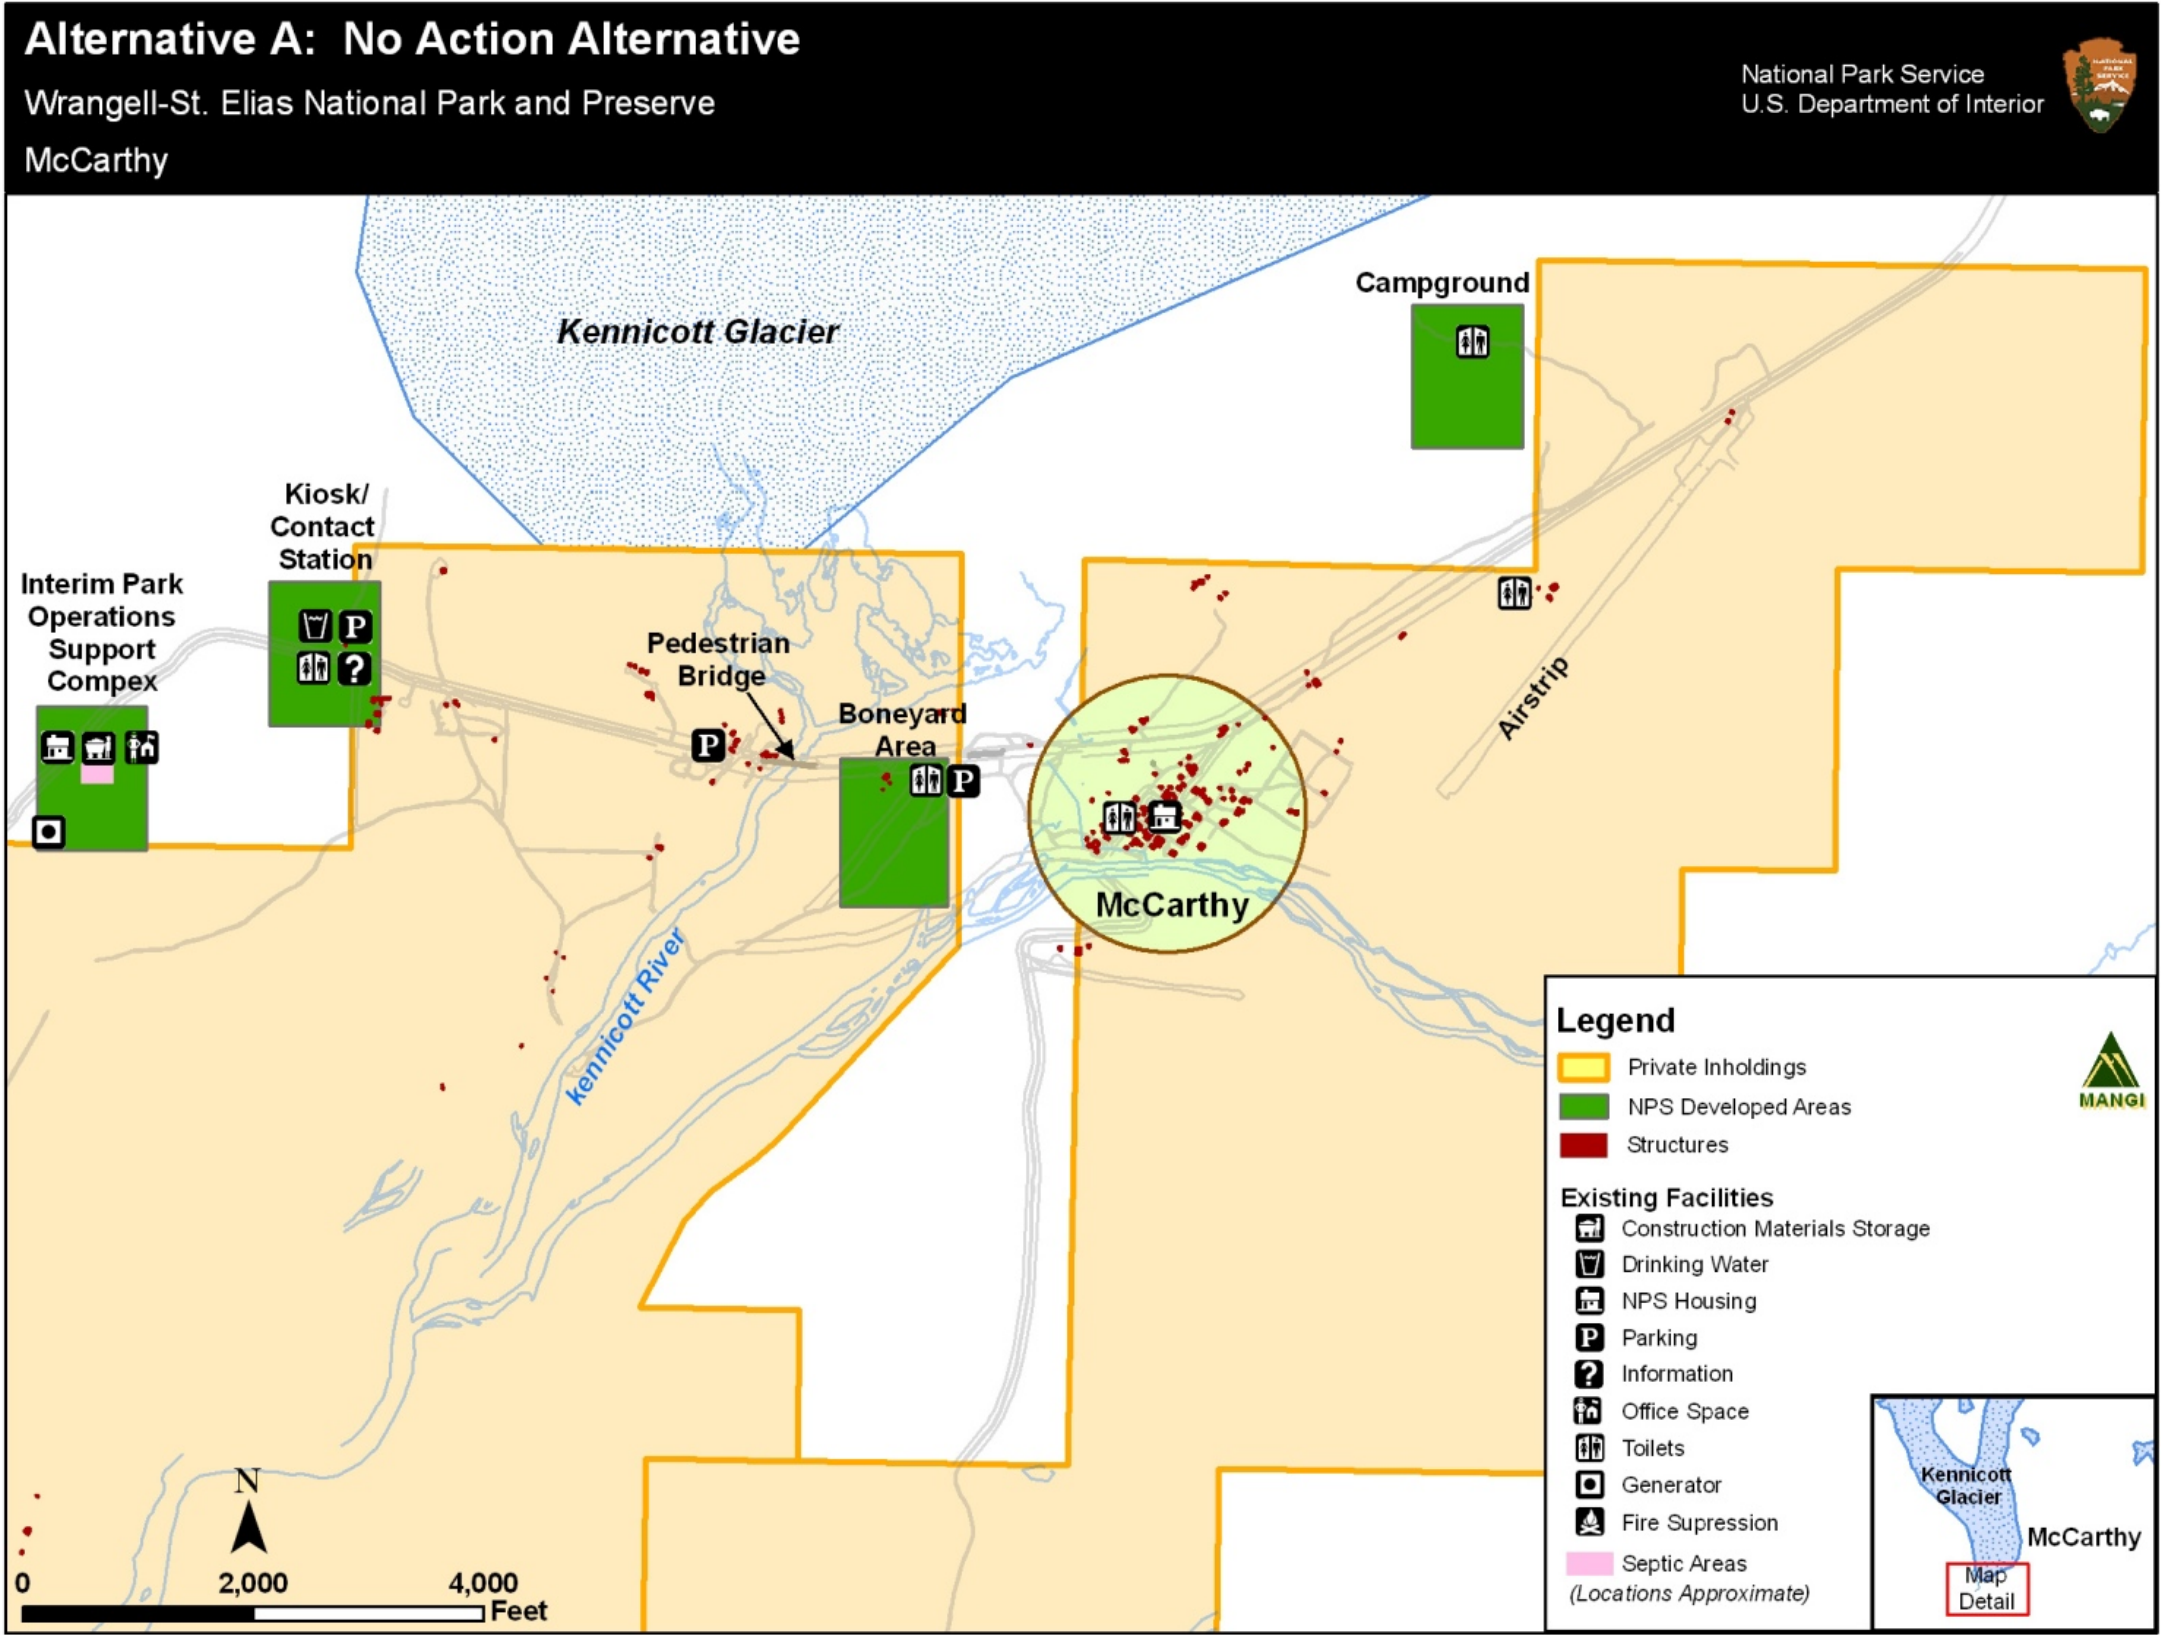 Alternative A:  No Action Alternative
Wrangell-St. Elias National Park and Preserve
McCarthy
National Park Service
U.S. Department of Interior
NATIONAL
PARK
SERVICE
Kennicott Glacier
Campground
Kiosk/
Contact
Station
P
?
Interim Park
Operations
Support
Compex
Pedestrian
Bridge
P
Boneyard
Area
P
Airstrip
McCarthy
kennicott River
N
0 2,000 4,000
Feet
Legend
Private Inholdings
NPS Developed Areas
Structures
MANGI
Existing Facilities
Construction Materials Storage
Drinking Water
NPS Housing
P Parking
? Information
Office Space
Toilets
Generator
Fire Supression
Septic Areas
(Locations Approximate)
Kennicott
Glacier
McCarthy
Map
Detail